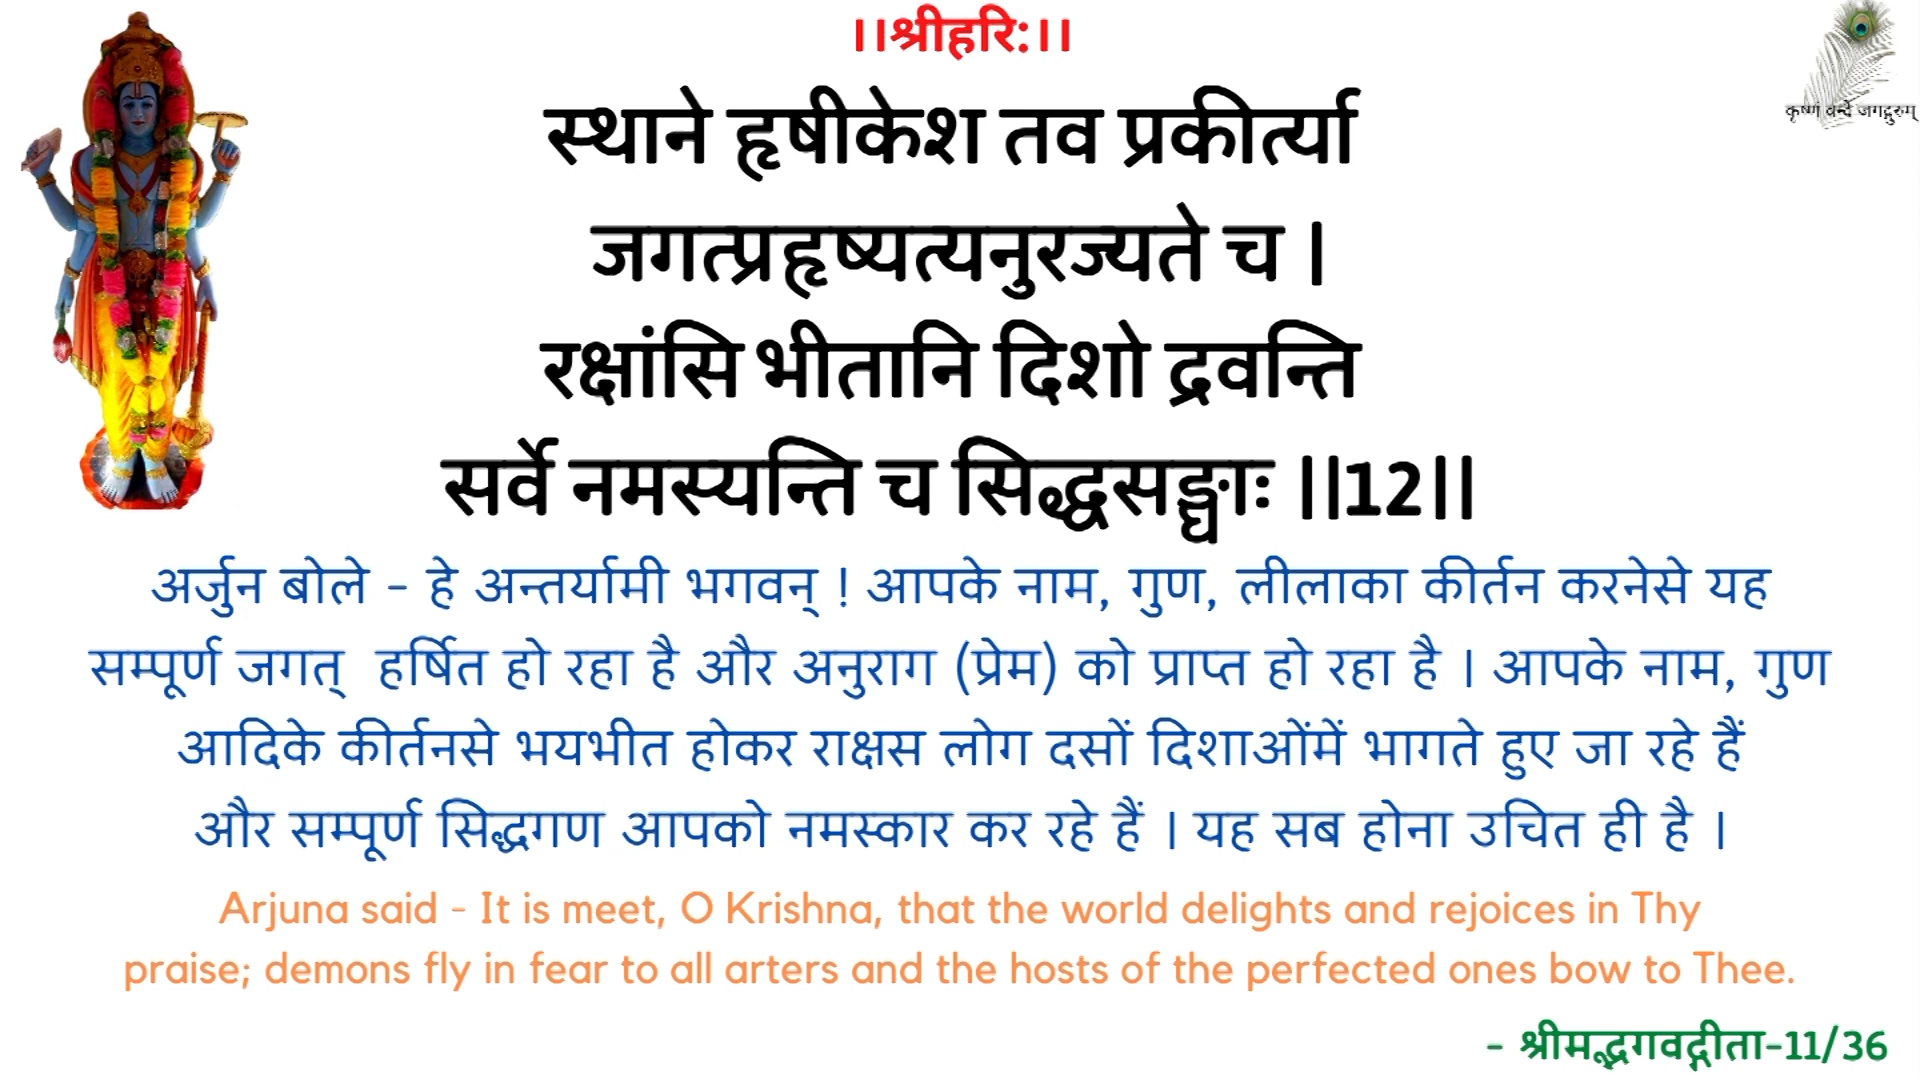 ।।श्रीहरि:।।
कृष्णं वन्दे जगद्गुरुम्
स्थाने हृषीकेश तव प्रकीर्त्या
जगत्प्रहृष्यत्यनुरज्यते च |
रक्षांसि भीतानि दिशो द्रवन्ति
सर्वे नमस्यन्ति च सिद्धसङ्घाः ||12||
अर्जुन बोले - हे अन्तर्यामी भगवन् ! आपके नाम, गुण, लीलाका कीर्तन करनेसे यह
सम्पूर्ण जगत् हर्षित हो रहा है और अनुराग (प्रेम) को प्राप्त हो रहा है । आपके नाम, गुण
आदिके कीर्तनसे भयभीत होकर राक्षस लोग दसों दिशाओंमें भागते हुए जा रहे हैं
और सम्पूर्ण सिद्धगण आपको नमस्कार कर रहे हैं । यह सब होना उचित ही है ।
Arjuna said - It is meet, O Krishna, that the world delights and rejoices in Thy
praise; demons fly in fear to all arters and the hosts of the perfected ones bow to Thee.
- श्रीमद्भगवद्गीता-11/36